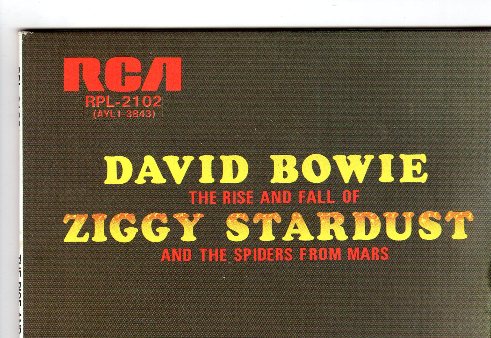 RCA
RPL-2102
(AYL1-3843)
DAVID BOWIE
THE RISE AND FALL OF
ZIGGY STARDUST
AND THE SPIDERS FROM MARS